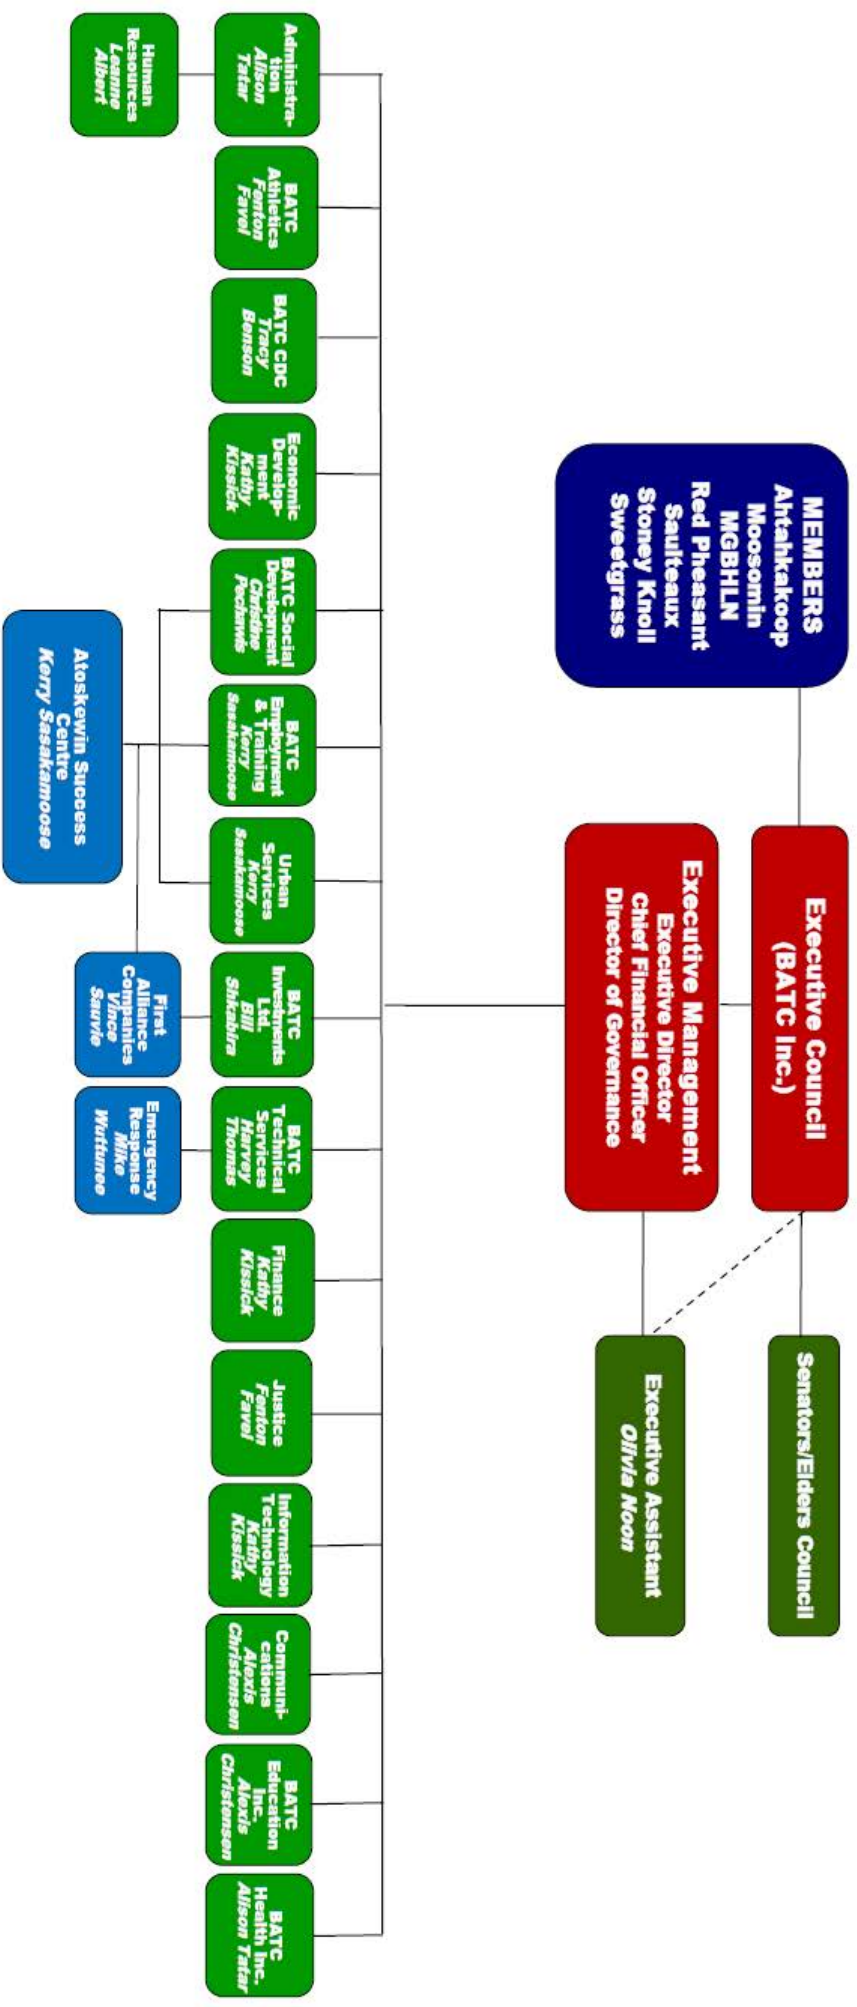 MEMBERS
Ahtahkakoop
Moosomin
MGBHLN
Red Pheasant
Saulteaux
Stoney Knoll
Sweetgrass
Executive Council
(BATC Inc.)
Senators/Elders Council
Executive Management
Executive Director
Chief Financial Officer
Director of Governance
Executive Assistant
Olivia Noon
Administra-
tion
Alison
Tatar
BATC
Athletics
Fenton
Favel
BATC CDC
Tracy
Benson
Economic
Develop-
ment
Kathy
Kissick
BATC Social
Development
Christine
Pechawis
BATC
Employment
& Training
Kerry
Sasakamoose
Urban
Services
Kerry
Sasakamoose
BATC
Investments
Ltd.
Bill
Shkabira
BATC
Technical
Services
Harvey
Thomas
Finance
Kathy
Kissick
Justice
Fenton
Favel
Information
Technology
Kathy
Kissick
Communi-
cations
Alexis
Christensen
BATC
Education
Inc.
Alexis
Christensen
BATC
Health Inc.
Alison Tatar
Human
Resources
Leanne
Albert
Atoskewin Success
Centre
Kerry Sasakamoose
First
Alliance
Companies
Vince
Sauvie
Emergency
Response
Mike
Wuttunee